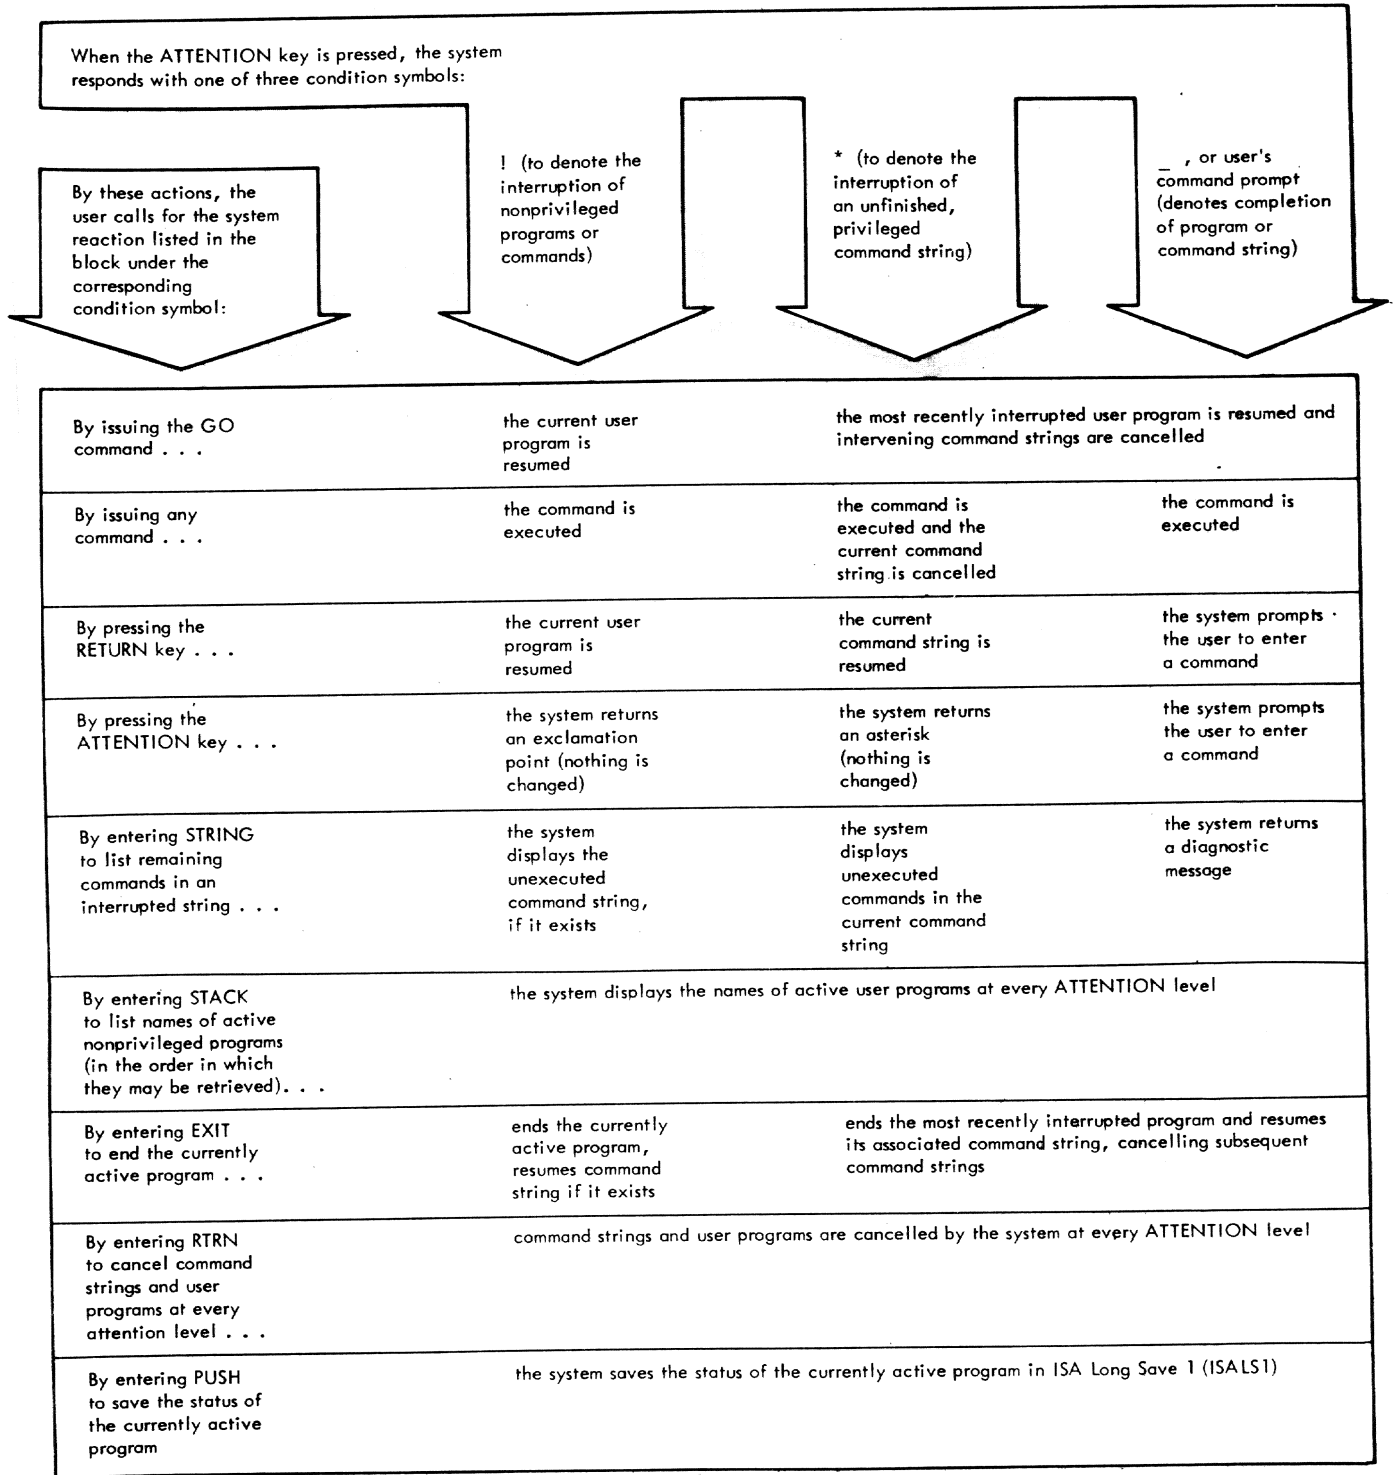 When the ATTENTION key is pressed, the system
responds with one of three condition symbols:
By these actions, the
user calls for the system
reaction listed in the
block under the
corresponding
condition symbol:
! (to denote the
interruption of
nonprivileged
programs or
commands)
* (to denote the
interruption of
an unfinished,
privileged
command string)
_ , or user's
command prompt
(denotes completion
of program or
command string)
By issuing the GO
command . . .
the current user
program is
resumed
the most recently interrupted user program is resumed and
intervening command strings are cancelled
By issuing any
command . . .
the command is
executed
the command is
executed and the
current command
string is cancelled
the command is
executed
By pressing the
RETURN key . . .
the current user
program is
resumed
the current
command string is
resumed
the system prompts
the user to enter
a command
By pressing the
ATTENTION key . . .
the system returns
an exclamation
point (nothing is
changed)
the system returns
an asterisk
(nothing is
changed)
the system prompts
the user to enter
a command
By entering STRING
to list remaining
commands in an
interrupted string . . .
the system
displays the
unexecuted
command string,
if it exists
the system
displays
unexecuted
commands in the
current command
string
the system returns
a diagnostic
message
By entering STACK
to list names of active
nonprivileged programs
(in the order in which
they may be retrieved). . .
the system displays the names of active user programs at every ATTENTION level
By entering EXIT
to end the currently
active program . . .
ends the currently
active program,
resumes command
string if it exists
ends the most recently interrupted program and resumes
its associated command string, cancelling subsequent
command strings
By entering RTRN
to cancel command
strings and user
programs at every
attention level . . .
command strings and user programs are cancelled by the system at every ATTENTION level
By entering PUSH
to save the status of
the currently active
program
the system saves the status of the currently active program in ISA Long Save 1 (ISALS1)